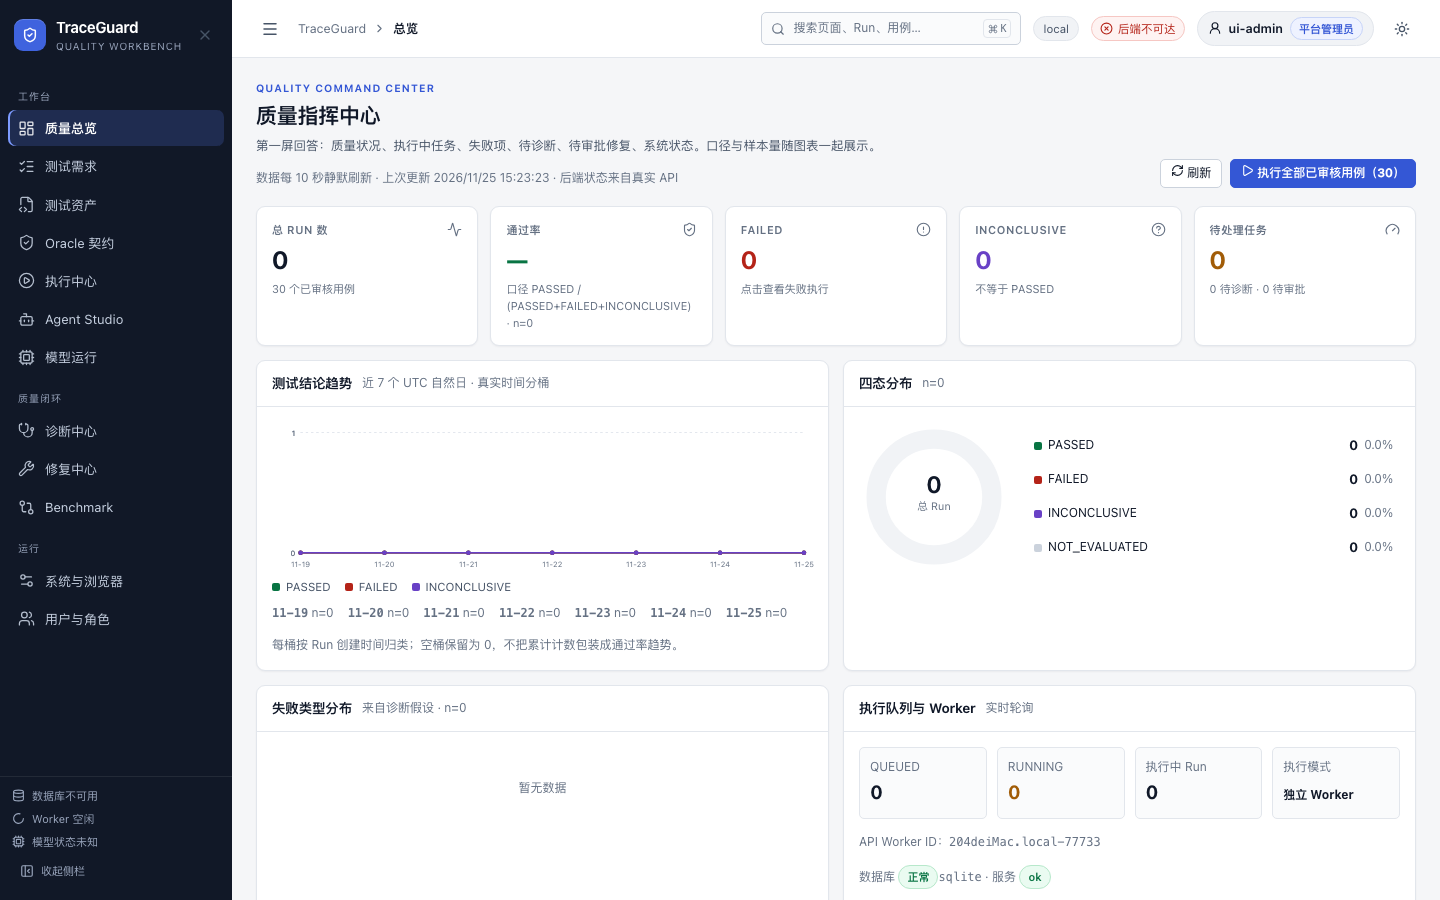 TraceGuard
QUALITY WORKBENCH
工作台
质量总览
测试需求
测试资产
Oracle 契约
执行中心
Agent Studio
模型运行
质量闭环
诊断中心
修复中心
Benchmark
运行
系统与浏览器
用户与角色
数据库不可用
Worker 空闲
模型状态未知
收起侧栏
TraceGuard > 总览
搜索页面、Run、用例... ⌘ K
local
后端不可达
ui-admin 平台管理员
QUALITY COMMAND CENTER
质量指挥中心
第一屏回答：质量状况、执行中任务、失败项、待诊断、待审批修复、系统状态。口径与样本量随图表一起展示。
数据每 10 秒静默刷新 · 上次更新 2026/11/25 15:23:23 · 后端状态来自真实 API
刷新
执行全部已审核用例（30）
总 RUN 数
0
30 个已审核用例
通过率
—
口径 PASSED /
(PASSED+FAILED+INCONCLUSIVE)
· n=0
FAILED
0
点击查看失败执行
INCONCLUSIVE
0
不等于 PASSED
待处理任务
0
0 待诊断 · 0 待审批
测试结论趋势 近 7 个 UTC 自然日 · 真实时间分桶
1
0
11-19 11-20 11-21 11-22 11-23 11-24 11-25
PASSED FAILED INCONCLUSIVE
11-19 n=0 11-20 n=0 11-21 n=0 11-22 n=0 11-23 n=0 11-24 n=0 11-25 n=0
每桶按 Run 创建时间归类；空桶保留为 0，不把累计计数包装成通过率趋势。
四态分布 n=0
0
总 Run
PASSED 0 0.0%
FAILED 0 0.0%
INCONCLUSIVE 0 0.0%
NOT_EVALUATED 0 0.0%
失败类型分布 来自诊断假设 · n=0
暂无数据
执行队列与 Worker 实时轮询
QUEUED
0
RUNNING
0
执行中 Run
0
执行模式
独立 Worker
API Worker ID：204deiMac.local-77733
数据库 正常 sqlite · 服务 ok